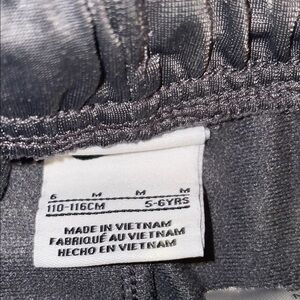 6 M M M
110-116CM 5-6YRS
MADE IN VIETNAM
FABRIQUÉ AU VIETNAM
HECHO EN VIETNAM